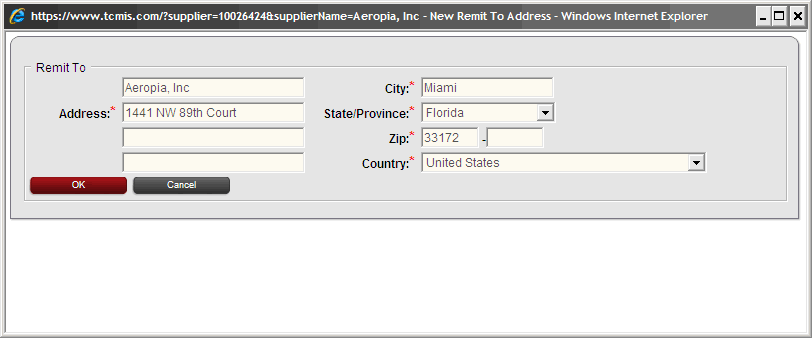 https://www.tcmis.com/?supplier=10026424&supplierName=Aeropia, Inc - New Remit To Address - Windows Internet Explorer
Remit To
Aeropia, Inc
City:* Miami
Address:* 1441 NW 89th Court
State/Province:* Florida
Zip:* 33172 -
Country:* United States
OK Cancel